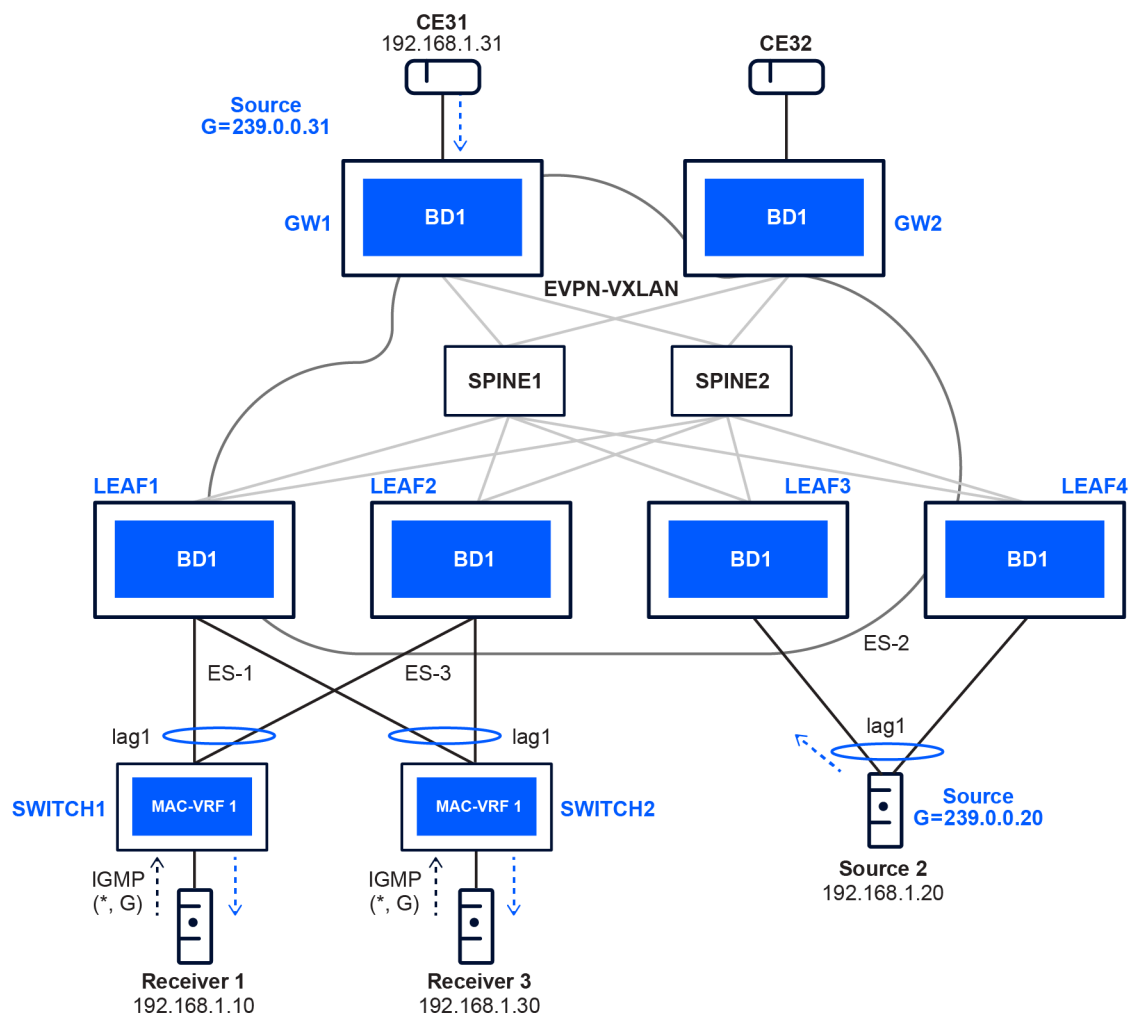 CE31
192.168.1.31
CE32
Source
G=239.0.0.31
GW1
BD1
BD1
GW2
EVPN-VXLAN
SPINE1
SPINE2
LEAF1
LEAF2
LEAF3
LEAF4
BD1
BD1
BD1
BD1
ES-1
ES-3
ES-2
lag1
lag1
lag1
SWITCH1
MAC-VRF 1
MAC-VRF 1
SWITCH2
Source
G=239.0.0.20
IGMP
(*, G)
IGMP
(*, G)
Source 2
192.168.1.20
Receiver 1
192.168.1.10
Receiver 3
192.168.1.30